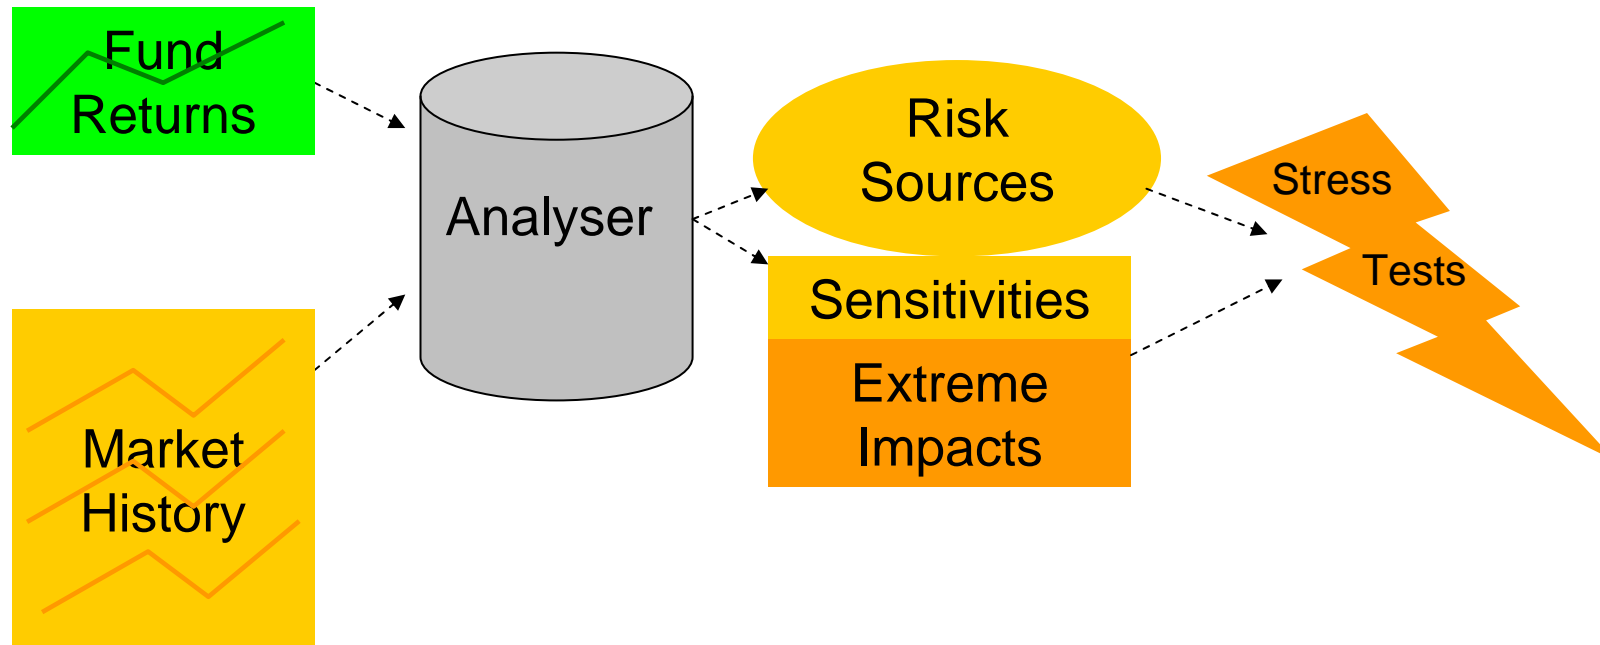 Fund
Returns
Market
History
Analyser
Risk
Sources
Sensitivities
Extreme
Impacts
Stress
Tests